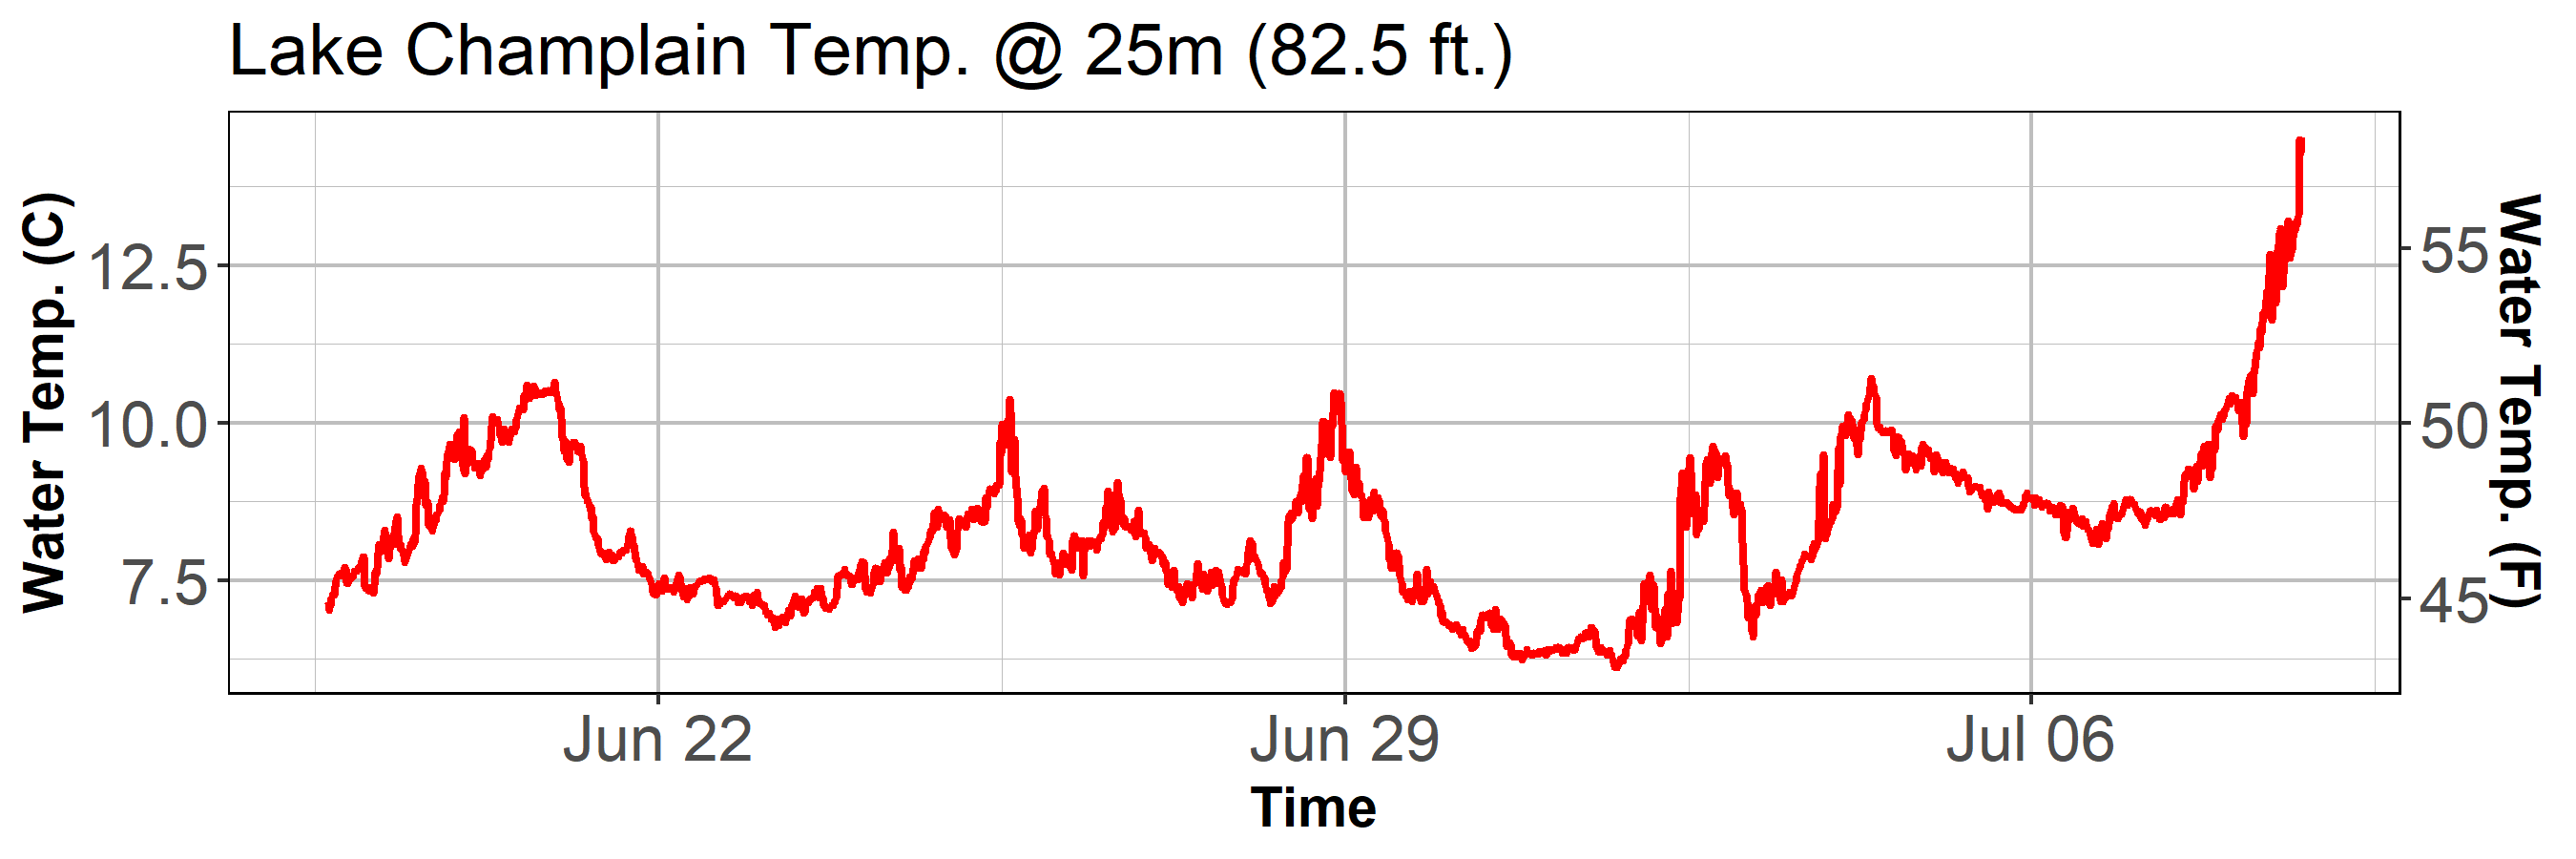 Lake Champlain Temp. @ 25m (82.5 ft.)
Water Temp. (C)
12.5
10.0
7.5
55
50
45
Water Temp. (F)
Jun 22
Jun 29
Jul 06
Time